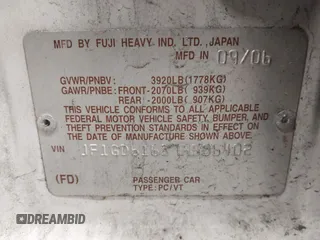 MFD BY FUJI HEAVY IND. LTD., JAPAN
MFD IN 09/06
GVWR/PNBV: 3920LB(1778KG)
GAWR/PNBE: FRONT-2070LB( 939KG)
REAR -2000LB( 907KG)
THIS VEHICLE CONFORMS TO ALL APPLICABLE
FEDERAL MOTOR VEHICLE SAFETY, BUMPER, AND
THEFT PREVENTION STANDARDS IN EFFECT ON THE
DATE OF MANUFACTURE SHOWN ABOVE.
VIN
(FD)
PASSENGER CAR
TYPE:PC/VT
DREAMBID